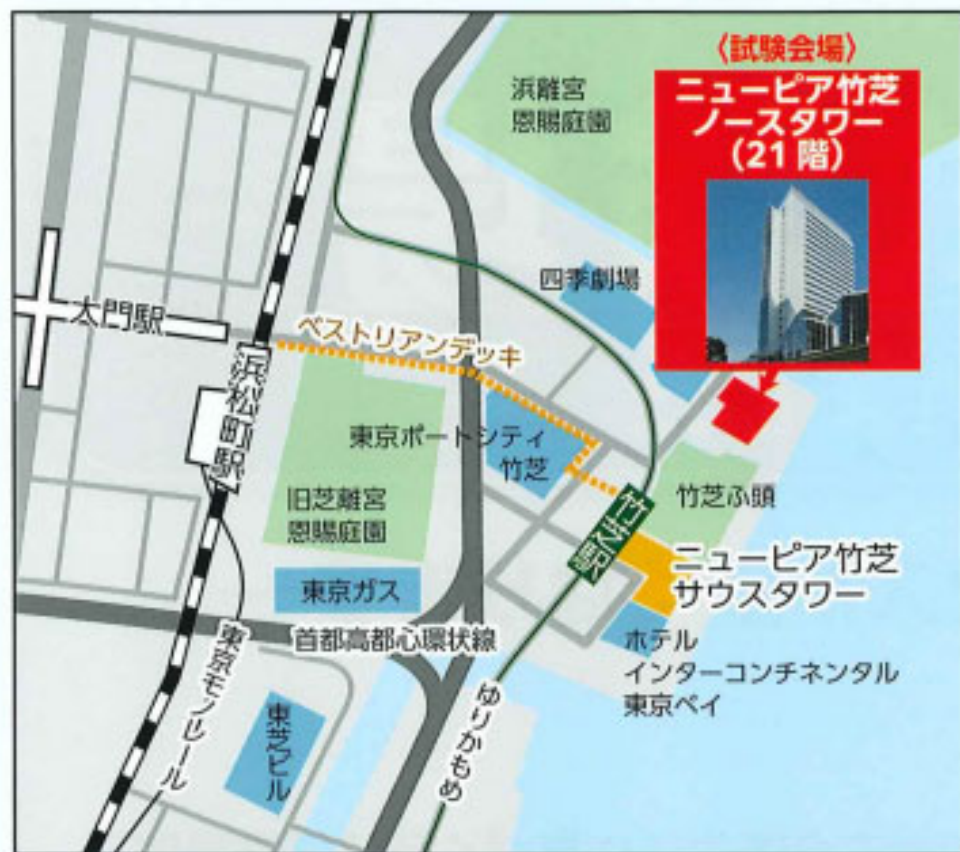 〈試験会場〉
ニューピア竹芝
ノースタワー
（21 階）
浜離宮
恩賜庭園
四季劇場
大門駅
ペストリアンデッキ
浜松町駅
東京ポートシティ
竹芝
竹芝駅
竹芝ふ頭
旧芝離宮
恩賜庭園
ニューピア竹芝
サウスタワー
東京ガス
首都高都心環状線
ホテル
インターコンチネンタル
東京ベイ
東京モノレール
東芝ビル
ゆりかもめ